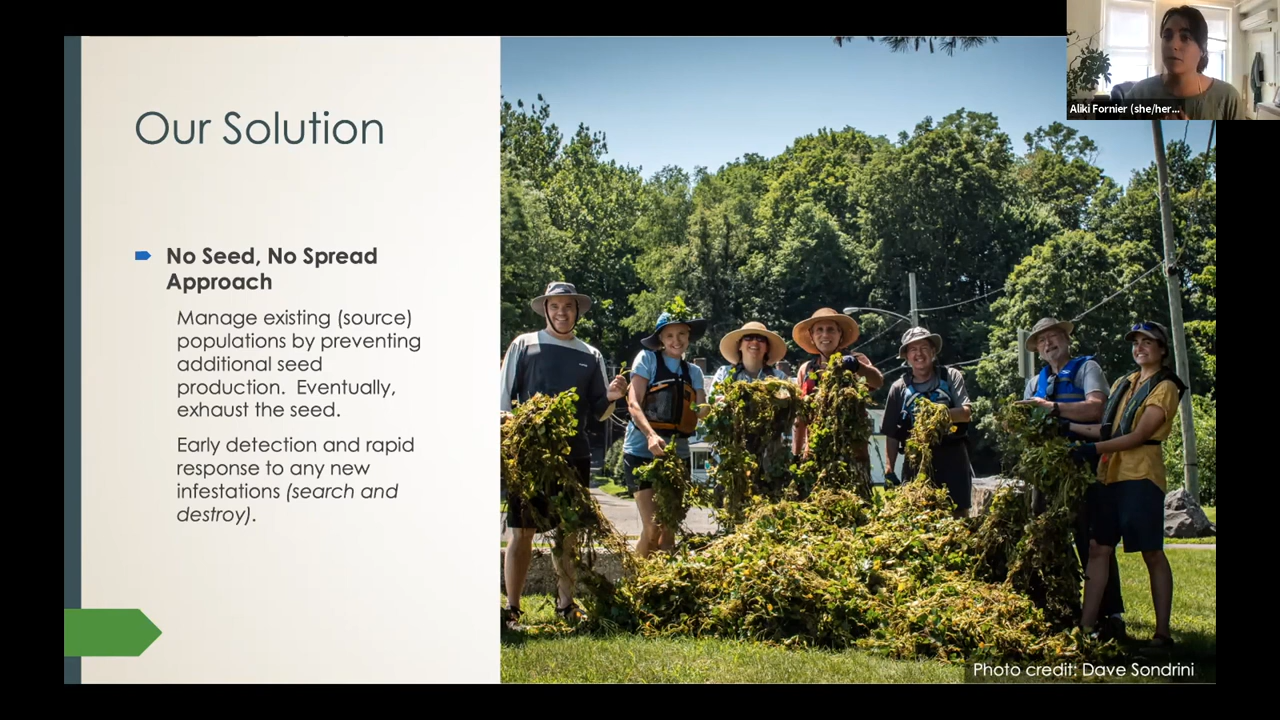 Our Solution
No Seed, No Spread
Approach
Manage existing (source)
populations by preventing
additional seed
production.  Eventually,
exhaust the seed.
Early detection and rapid
response to any new
infestations (search and
destroy).
Photo credit: Dave Sondrini
Aliki Fornier (she/her...